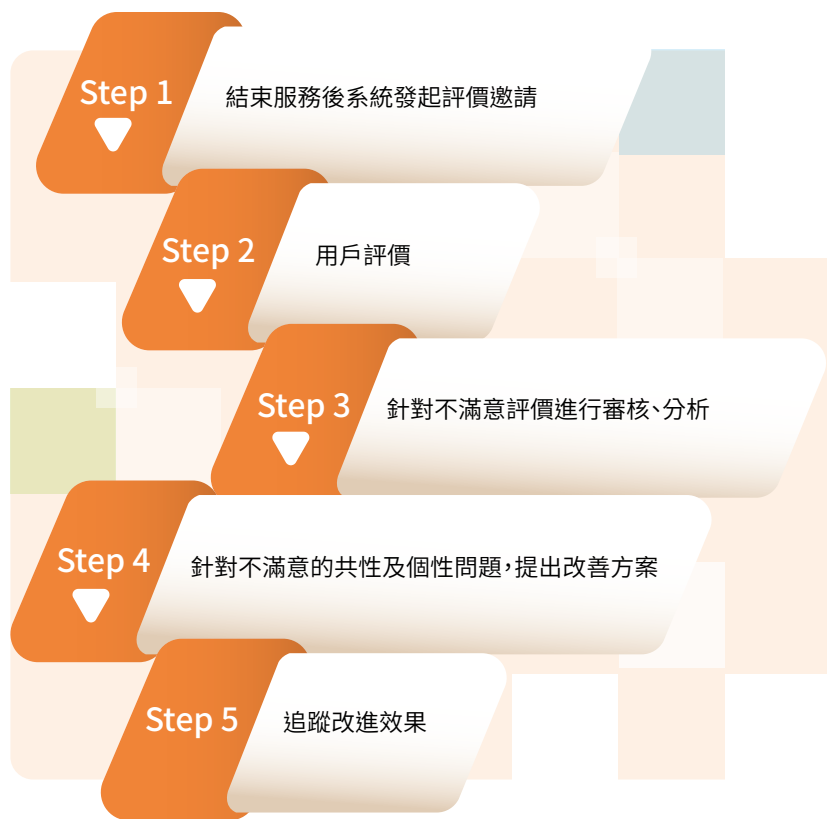 Step 1
結束服務後系統發起評價邀請
Step 2
用戶評價
Step 3
針對不滿意評價進行審核、分析
Step 4
針對不滿意的共性及個性問題,提出改善方案
Step 5
追蹤改進效果